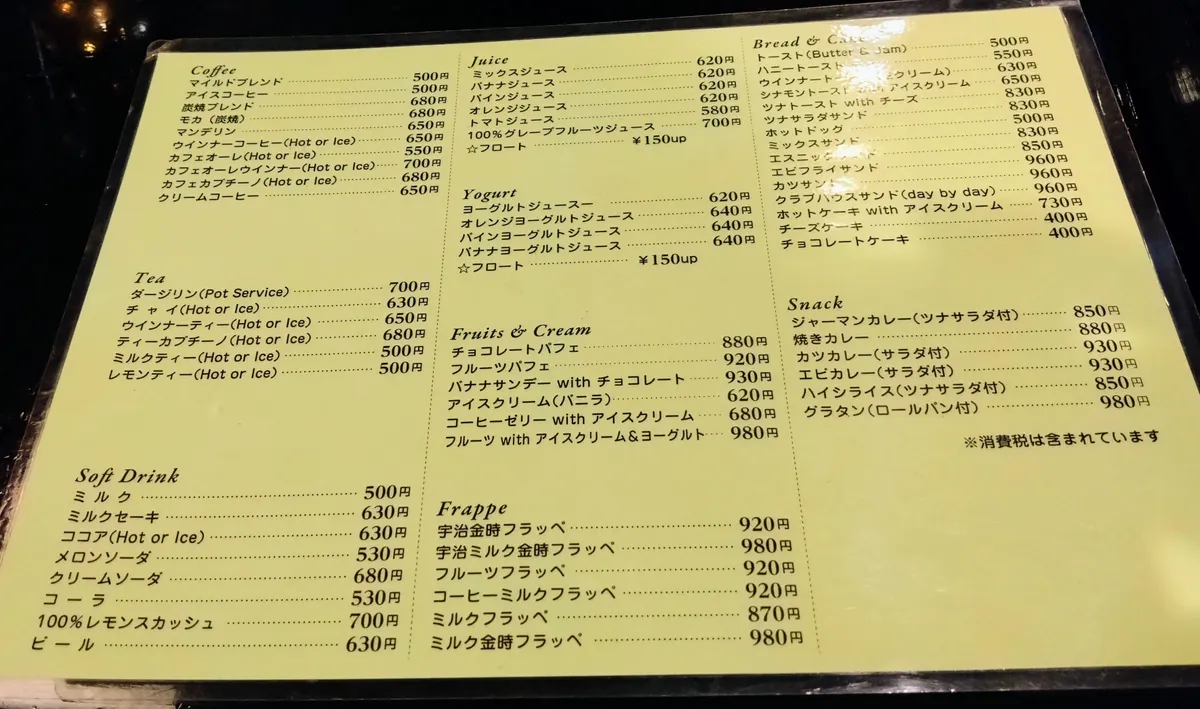 Coffee
マイルドブレンド 500円
アイスコーヒー 500円
炭焼ブレンド 680円
モカ（炭焼） 680円
マンデリン 650円
ウインナーコーヒー(Hot or Ice) 650円
カフェオーレ(Hot or Ice) 550円
カフェオーレウインナー(Hot or Ice) 700円
カフェカプチーノ(Hot or Ice) 680円
クリームコーヒー 650円
Tea
ダージリン(Pot Service) 700円
チャイ(Hot or Ice) 630円
ウインナーティー(Hot or Ice) 650円
ティーカプチーノ(Hot or Ice) 680円
ミルクティー(Hot or Ice) 500円
レモンティー(Hot or Ice) 500円
Soft Drink
ミルク 500円
ミルクセーキ 630円
ココア(Hot or Ice) 630円
メロンソーダ 530円
クリームソーダ 680円
コーラ 530円
100%レモンスカッシュ 700円
ビール 630円
Juice
ミックスジュース 620円
バナナジュース 620円
パインジュース 620円
オレンジジュース 620円
トマトジュース 580円
100%グレープフルーツジュース 700円
☆フロート ¥150up
Yogurt
ヨーグルトジュースー 620円
オレンジヨーグルトジュース 640円
パインヨーグルトジュース 640円
バナナヨーグルトジュース 640円
☆フロート ¥150up
Fruits & Cream
チョコレートパフェ 880円
フルーツパフェ 920円
バナナサンデー with チョコレート 930円
アイスクリーム(バニラ) 620円
コーヒーゼリー with アイスクリーム 680円
フルーツ with アイスクリーム&ヨーグルト 980円
Frappe
宇治金時フラッペ 920円
宇治ミルク金時フラッペ 980円
フルーツフラッペ 920円
コーヒーミルクフラッペ 920円
ミルクフラッペ 870円
ミルク金時フラッペ 980円
Bread & Cake
トースト(Butter & Jam) 500円
ハニートースト 550円
ウインナート クリーム) 630円
シナモントースト アイスクリーム 650円
ツナトースト with チーズ 830円
ツナサラダサンド 830円
ホットドッグ 500円
ミックスサンド 830円
エスニック ド 850円
エビフライサンド 960円
カツサンド 960円
クラブハウスサンド(day by day) 960円
ホットケーキ with アイスクリーム 730円
チーズケーキ 400円
チョコレートケーキ 400円
Snack
ジャーマンカレー(ツナサラダ付) 850円
焼きカレー 880円
カツカレー(サラダ付) 930円
エビカレー(サラダ付) 930円
ハイシライス(ツナサラダ付) 850円
グラタン(ロールパン付) 980円
※消費税は含まれています